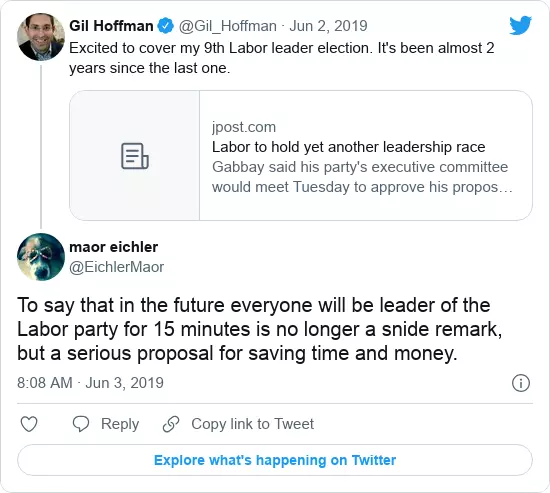 Gil Hoffman @Gil_Hoffman · Jun 2, 2019
Excited to cover my 9th Labor leader election. It's been almost 2
years since the last one.
jpost.com
Labor to hold yet another leadership race
Gabbay said his party's executive committee
would meet Tuesday to approve his propos…
maor eichler
@EichlerMaor
To say that in the future everyone will be leader of the
Labor party for 15 minutes is no longer a snide remark,
but a serious proposal for saving time and money.
8:08 AM · Jun 3, 2019
Reply Copy link to Tweet
Explore what's happening on Twitter